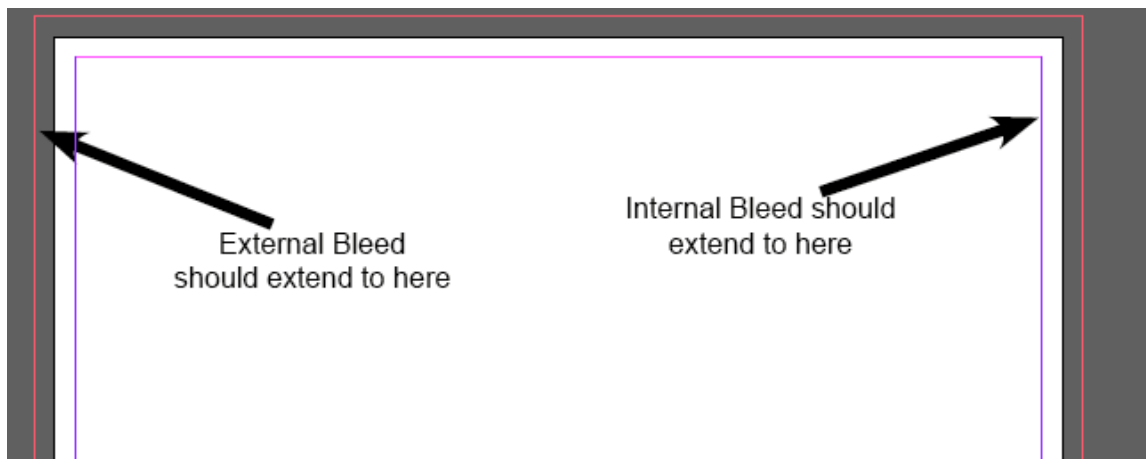 External Bleed
should extend to here
Internal Bleed should
extend to here